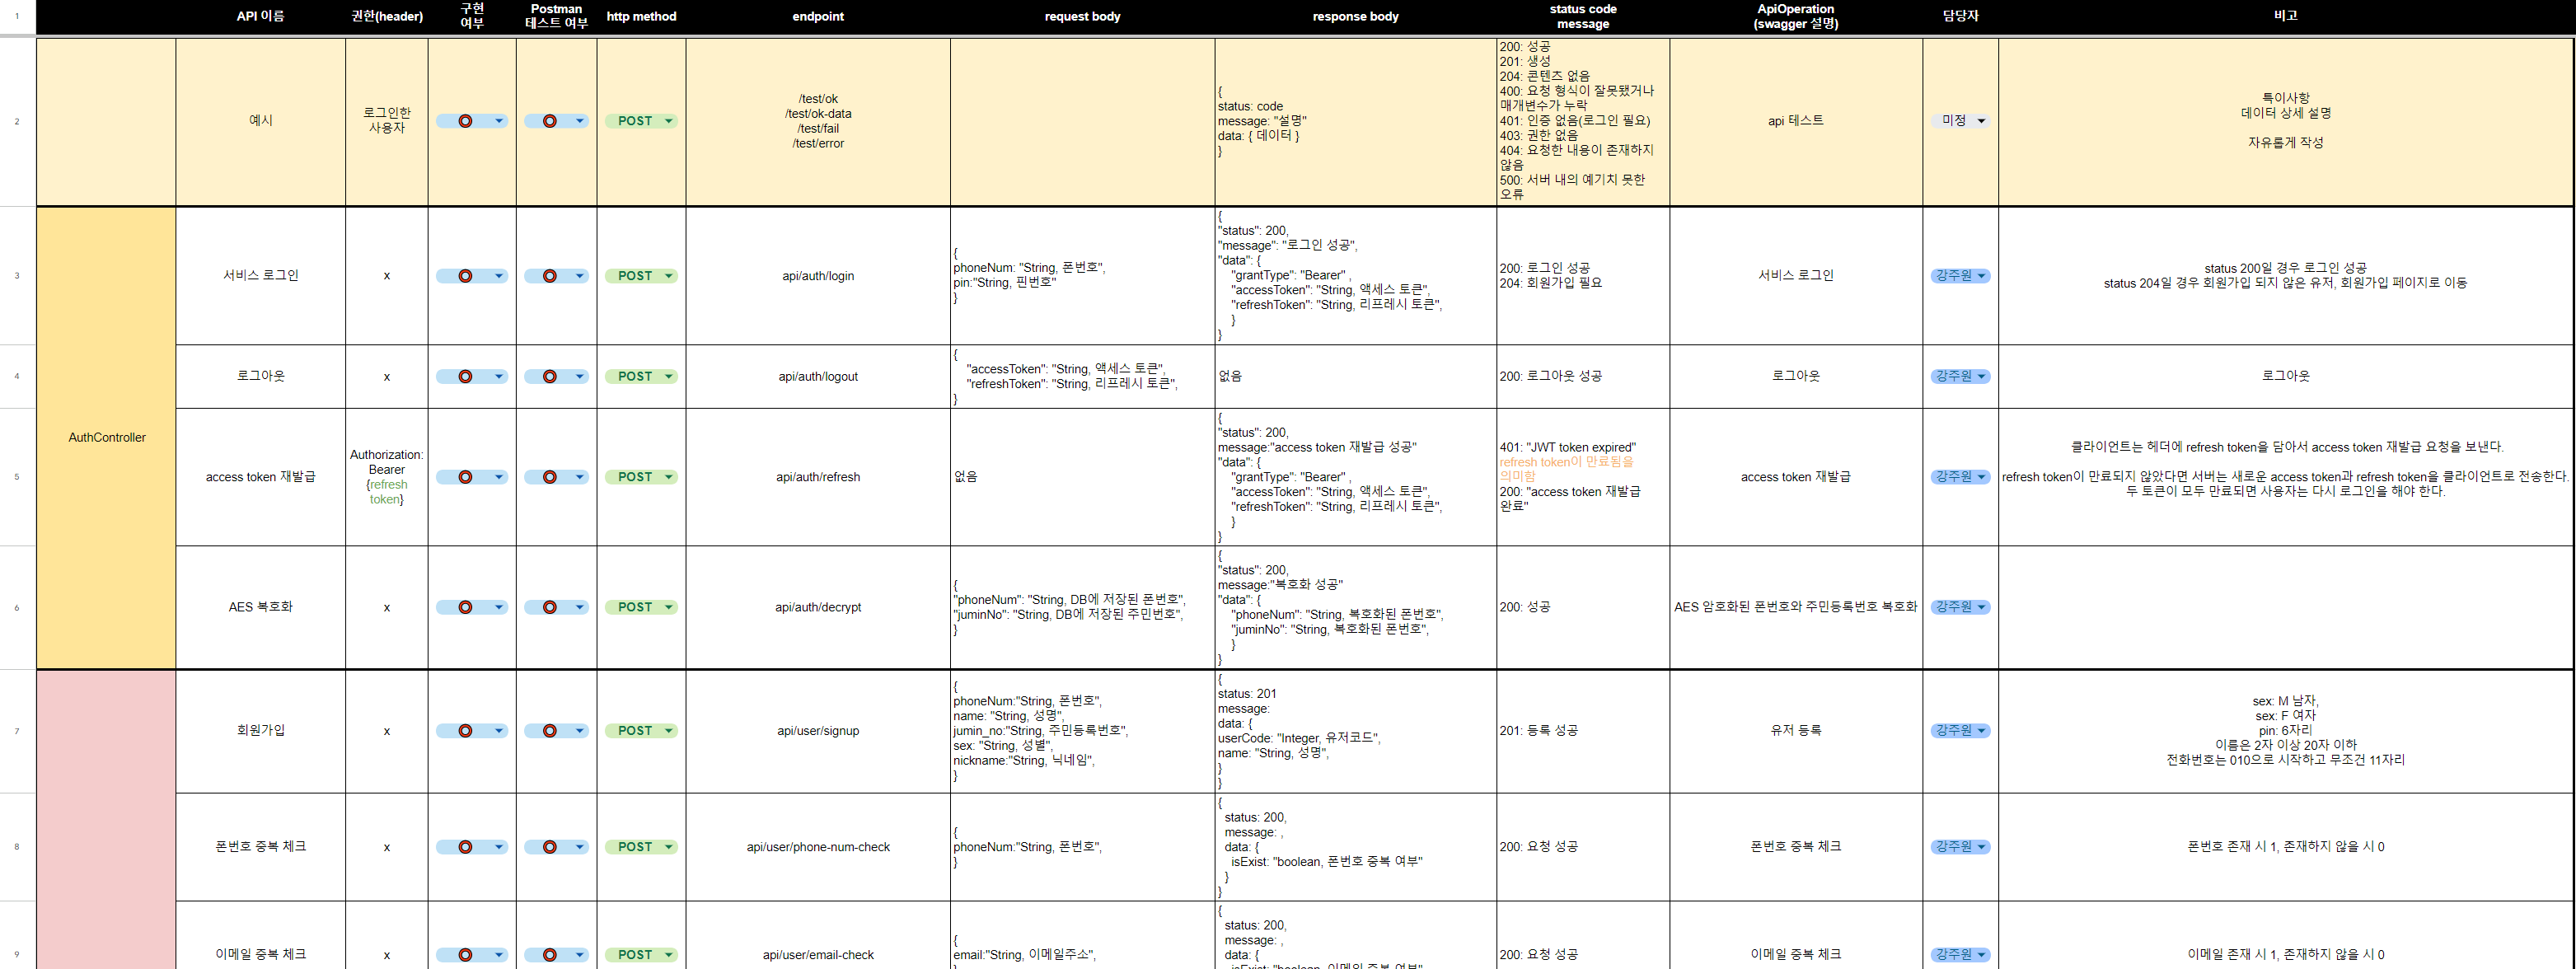 1
API 이름
권한(header)
구현
여부
Postman
테스트 여부
http method
endpoint
request body
response body
status code
message
ApiOperation
(swagger 설명)
담당자
비고
2
예시
로그인한
사용자
POST
/test/ok
/test/ok-data
/test/fail
/test/error
{
status: code
message: "설명"
data: { 데이터 }
}
200: 성공
201: 생성
204: 콘텐츠 없음
400: 요청 형식이 잘못됐거나
매개변수가 누락
401: 인증 없음(로그인 필요)
403: 권한 없음
404: 요청한 내용이 존재하지
않음
500: 서버 내의 예기치 못한
오류
api 테스트
미정
특이사항
데이터 상세 설명
자유롭게 작성
AuthController
3
서비스 로그인
x
POST
api/auth/login
{
phoneNum: "String, 폰번호",
pin:"String, 핀번호"
}
{
"status": 200,
"message": "로그인 성공",
"data": {
"grantType": "Bearer" ,
"accessToken": "String, 액세스 토큰",
"refreshToken": "String, 리프레시 토큰",
}
}
200: 로그인 성공
204: 회원가입 필요
서비스 로그인
강주원
status 200일 경우 로그인 성공
status 204일 경우 회원가입 되지 않은 유저, 회원가입 페이지로 이동
4
로그아웃
x
POST
api/auth/logout
{
"accessToken": "String, 액세스 토큰",
"refreshToken": "String, 리프레시 토큰",
}
없음
200: 로그아웃 성공
로그아웃
강주원
로그아웃
5
access token 재발급
Authorization:
Bearer
{refresh
token}
POST
api/auth/refresh
없음
{
"status": 200,
message:"access token 재발급 성공"
"data": {
"grantType": "Bearer" ,
"accessToken": "String, 액세스 토큰",
"refreshToken": "String, 리프레시 토큰",
}
}
401: "JWT token expired"
refresh token이 만료됨을
의미함
200: "access token 재발급
완료"
access token 재발급
강주원
클라이언트는 헤더에 refresh token을 담아서 access token 재발급 요청을 보낸다.
refresh token이 만료되지 않았다면 서버는 새로운 access token과 refresh token을 클라이언트로 전송한다.
두 토큰이 모두 만료되면 사용자는 다시 로그인을 해야 한다.
6
AES 복호화
x
POST
api/auth/decrypt
{
"phoneNum": "String, DB에 저장된 폰번호",
"juminNo": "String, DB에 저장된 주민번호",
}
{
"status": 200,
message:"복호화 성공"
"data": {
"phoneNum": "String, 복호화된 폰번호",
"juminNo": "String, 복호화된 폰번호",
}
}
200: 성공
AES 암호화된 폰번호와 주민등록번호 복호화
강주원
7
회원가입
x
POST
api/user/signup
{
phoneNum:"String, 폰번호",
name: "String, 성명",
jumin_no:"String, 주민등록번호",
sex: "String, 성별",
nickname:"String, 닉네임",
}
{
status: 201
message:
data: {
userCode: "Integer, 유저코드",
name: "String, 성명",
}
}
201: 등록 성공
유저 등록
강주원
sex: M 남자,
sex: F 여자
pin: 6자리
이름은 2자 이상 20자 이하
전화번호는 010으로 시작하고 무조건 11자리
8
폰번호 중복 체크
x
POST
api/user/phone-num-check
{
phoneNum:"String, 폰번호",
}
{
status: 200,
message: ,
data: {
isExist: "boolean, 폰번호 중복 여부"
}
}
200: 요청 성공
폰번호 중복 체크
강주원
폰번호 존재 시 1, 존재하지 않을 시 0
9
이메일 중복 체크
x
POST
api/user/email-check
{
email:"String, 이메일주소",
}
{
status: 200,
message: ,
data: {
isExist: "boolean, 이메일 중복 여부"
200: 요청 성공
이메일 중복 체크
강주원
이메일 존재 시 1, 존재하지 않을 시 0